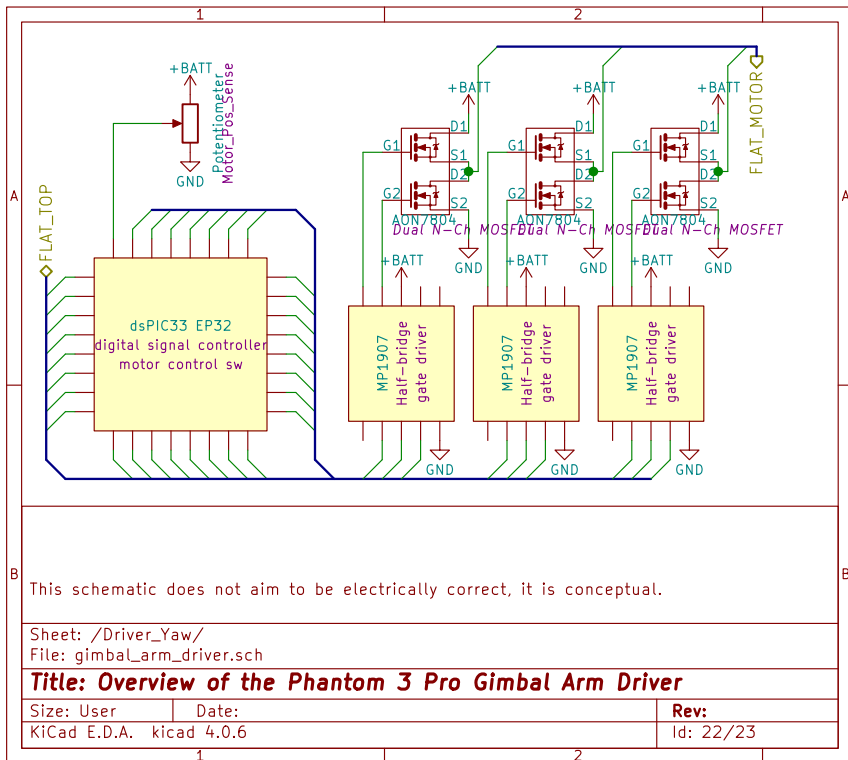 1
2
A
A
B
B
1
2
+BATT
Potentiometer
Motor_Pos_Sense
GND
FLAT_TOP
dsPIC33 EP32
digital signal controller
motor control sw
+BATT
+BATT
+BATT
FLAT_MOTOR
D1
D1
D1
G1
G1
G1
S1
S1
S1
D2
D2
D2
G2
G2
G2
S2
S2
S2
AON7804
AON7804
AON7804
Dual N-Ch MOSFET
Dual N-Ch MOSFET
Dual N-Ch MOSFET
GND
GND
GND
+BATT
+BATT
+BATT
MP1907
Half-bridge
gate driver
MP1907
Half-bridge
gate driver
MP1907
Half-bridge
gate driver
GND
GND
GND
This schematic does not aim to be electrically correct, it is conceptual.
Sheet: /Driver_Yaw/
File: gimbal_arm_driver.sch
Title: Overview of the Phantom 3 Pro Gimbal Arm Driver
Size: User Date: Rev:
KiCad E.D.A. kicad 4.0.6 Id: 22/23